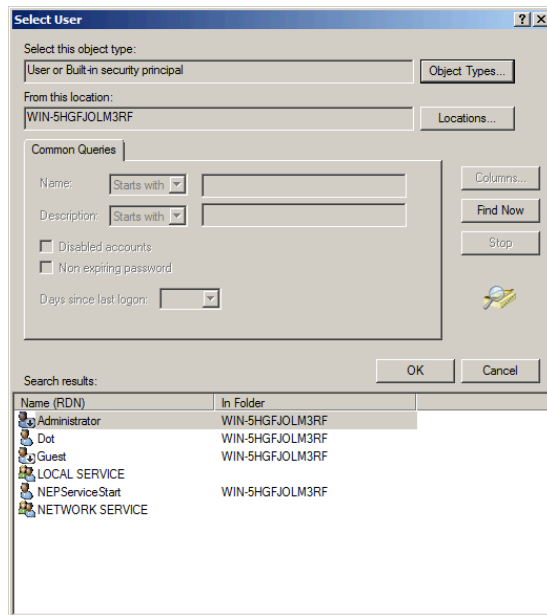 Select User
Select this object type:
User or Built-in security principal
Object Types...
From this location:
WIN-5HGFJOLM3RF
Locations...
Common Queries
Name: Starts with
Columns...
Description: Starts with
Find Now
Disabled accounts
Stop
Non expiring password
Days since last logon:
OK Cancel
Search results:
Name (RDN) In Folder
Administrator WIN-5HGFJOLM3RF
Dot WIN-5HGFJOLM3RF
Guest WIN-5HGFJOLM3RF
LOCAL SERVICE
NEPServiceStart WIN-5HGFJOLM3RF
NETWORK SERVICE